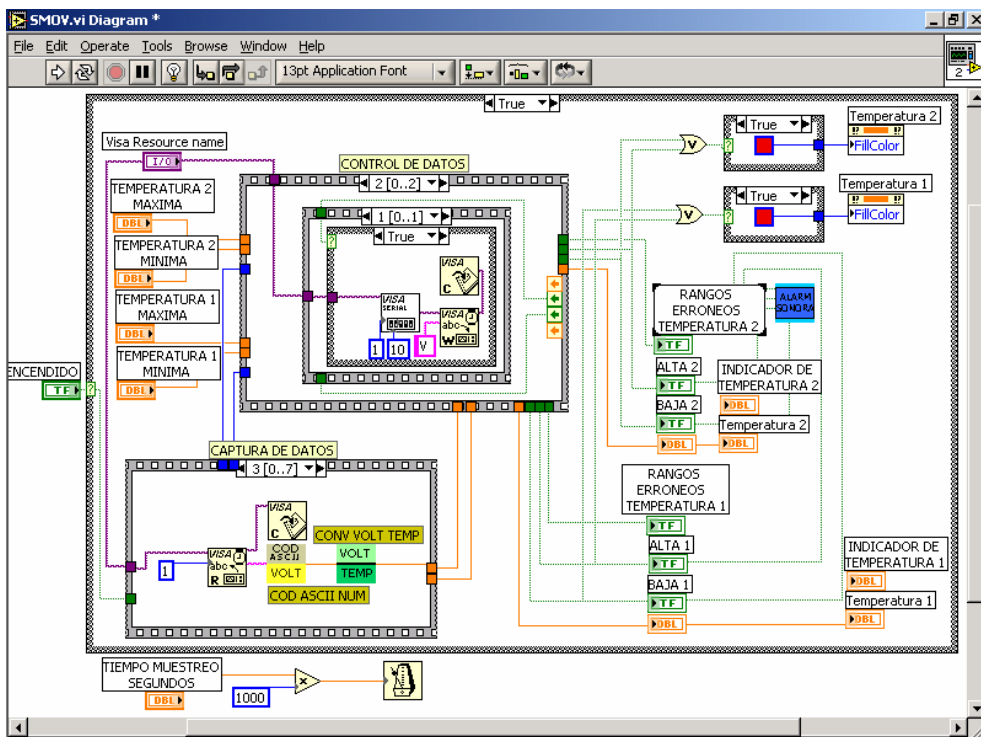 SMOV.vi Diagram *
File Edit Operate Tools Browse Window Help
13pt Application Font
2
True
Visa Resource name
I/O
TEMPERATURA 2
MAXIMA
DBL
TEMPERATURA 2
MINIMA
DBL
TEMPERATURA 1
MAXIMA
DBL
TEMPERATURA 1
MINIMA
DBL
ENCENDIDO
TF
?
CONTROL DE DATOS
2 [0..2]
1 [0..1]
True
?
VISA
C
VISA
SERIAL
VISA
abc
W
1
10
V
CAPTURA DE DATOS
3 [0..7]
VISA
C
VISA
abc
R
1
CONV VOLT TEMP
COD
ASCII
VOLT
VOLT
TEMP
COD ASCII NUM
V
?
True
Temperatura 2
FillColor
V
?
True
Temperatura 1
FillColor
RANGOS
ERRONEOS
TEMPERATURA 2
TF
ALARM
SONORA
ALTA 2
TF
BAJA 2
TF
DBL
INDICADOR DE
TEMPERATURA 2
DBL
Temperatura 2
DBL
RANGOS
ERRONEOS
TEMPERATURA 1
TF
ALTA 1
TF
BAJA 1
TF
DBL
INDICADOR DE
TEMPERATURA 1
DBL
Temperatura 1
DBL
TIEMPO MUESTREO
SEGUNDOS
DBL
1000
x